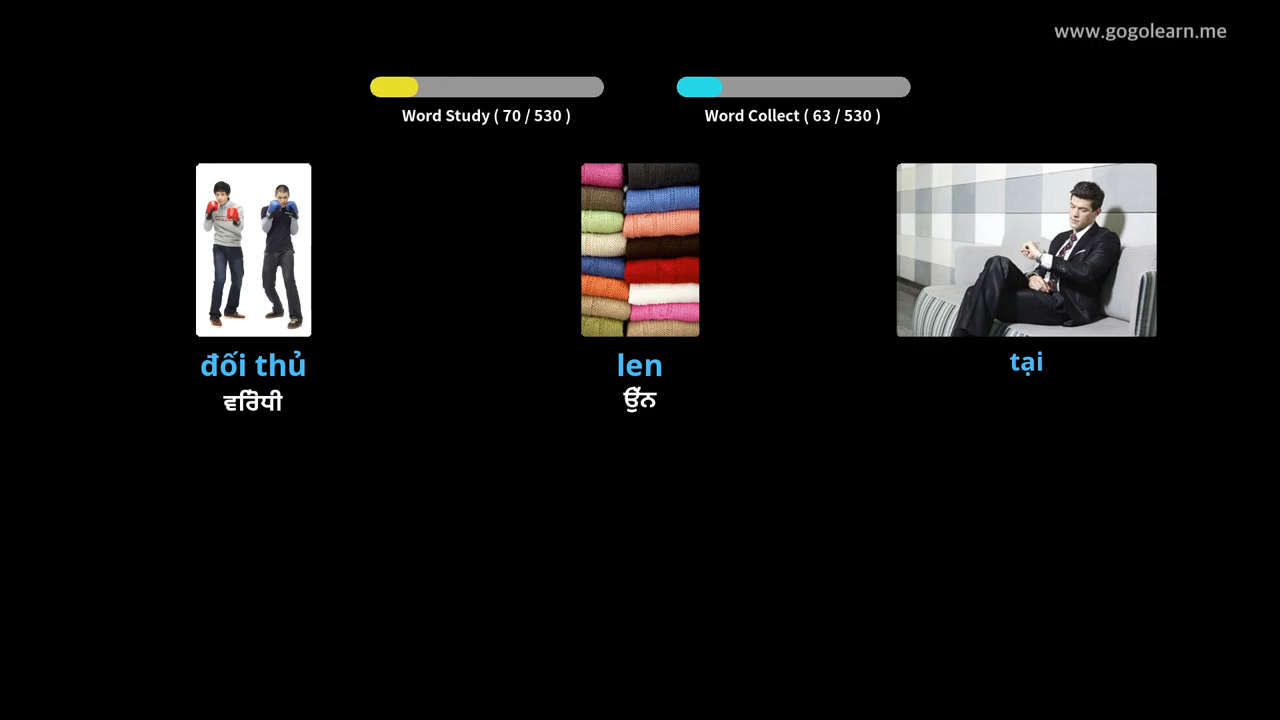 www.gogolearn.me
Word Study ( 70 / 530 )
Word Collect ( 63 / 530 )
đối thủ
ਵਿਰੋਧੀ
len
ਉੱਨ
tại